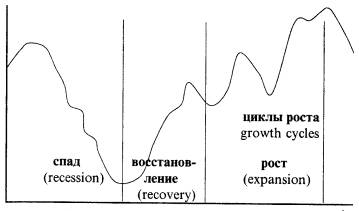 циклы роста
growth cycles
спад
(recession)
восстанов-
ление
(recovery)
рост
(expansion)